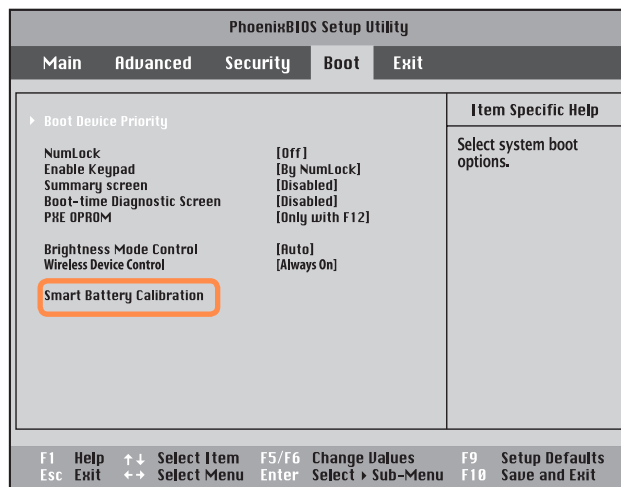 PhoenixBIOS Setup Utility
Main Advanced Security Boot Exit
Item Specific Help
Select system boot
options.
▸ Boot Device Priority
NumLock [Off]
Enable Keypad [By NumLock]
Summary screen [Disabled]
Boot-time Diagnostic Screen [Disabled]
PXE OPROM [Only with F12]
Brightness Mode Control [Auto]
Wireless Device Control [Always On]
Smart Battery Calibration
F1 Help ↑↓ Select Item F5/F6 Change Values F9 Setup Defaults
Esc Exit ←→ Select Menu Enter Select ▸ Sub-Menu F10 Save and Exit